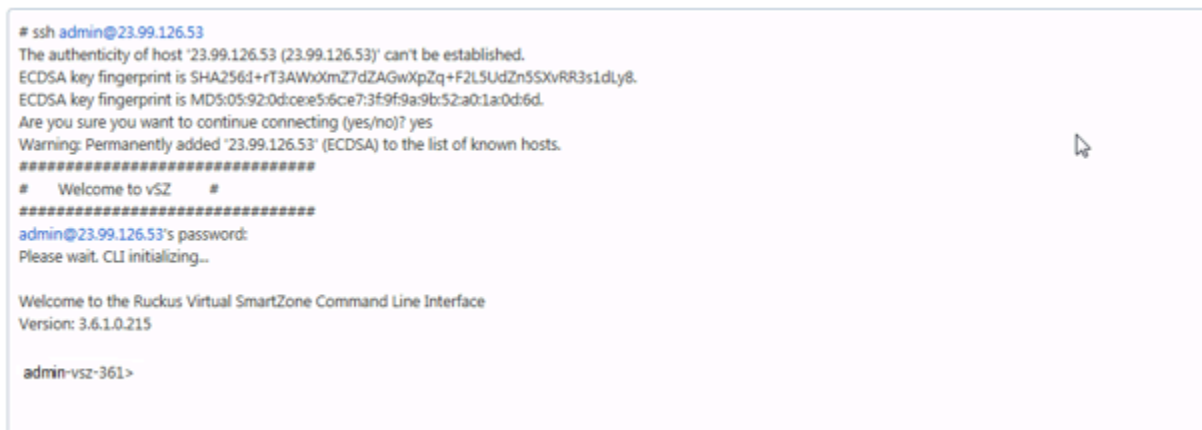 # ssh admin@23.99.126.53
The authenticity of host '23.99.126.53 (23.99.126.53)' can't be established.
ECDSA key fingerprint is SHA256:I+rT3AWxXmZ7dZAGwXpZq+F2L5UdZn5SXvRR3s1dLy8.
ECDSA key fingerprint is MD5:05:92:0d:ce:e5:6c:e7:3f:9f:9a:9b:52:a0:1a:0d:6d.
Are you sure you want to continue connecting (yes/no)? yes
Warning: Permanently added '23.99.126.53' (ECDSA) to the list of known hosts.
################################
# Welcome to vSZ #
################################
admin@23.99.126.53's password:
Please wait. CLI initializing...
Welcome to the Ruckus Virtual SmartZone Command Line Interface
Version: 3.6.1.0.215
admin-vsz-361>